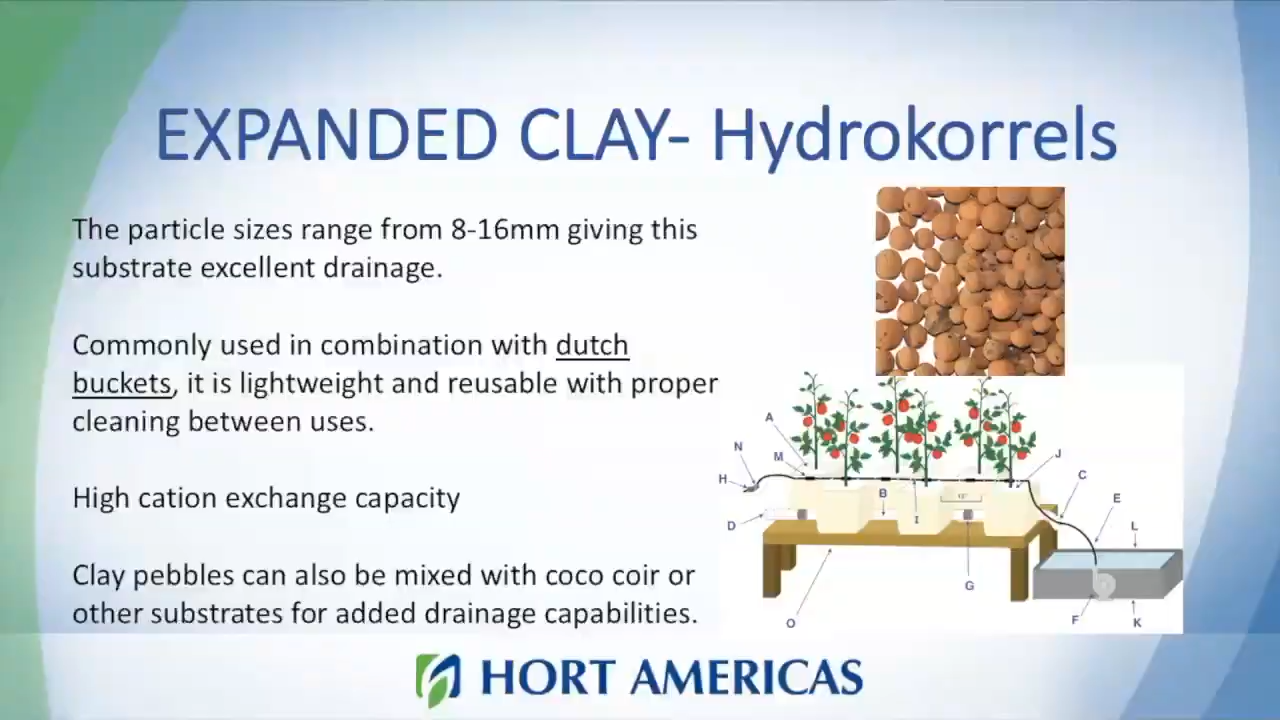 EXPANDED CLAY- Hydrokorrels
The particle sizes range from 8-16mm giving this
substrate excellent drainage.
Commonly used in combination with dutch
buckets, it is lightweight and reusable with proper
cleaning between uses.
High cation exchange capacity
Clay pebbles can also be mixed with coco coir or
other substrates for added drainage capabilities.
A
N
M
H
B
J
C
E
D
I
L
G
F
K
O
HORT AMERICAS